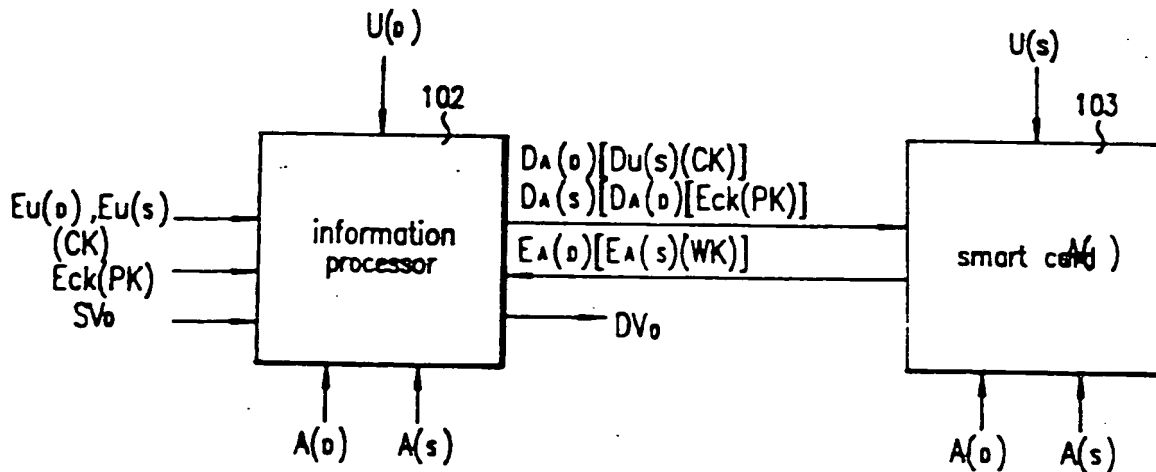 U(D)
U(s)
102
103
DA(D)[Du(s)(CK)]
DA(s)[DA(D)[Eck(PK)]
Eu(D),Eu(s)
(CK)
Eck(PK)
SVD
information
processor
EA(D)[EA(s)(WK)]
smart
DVD
A(D)
A(s)
A(D)
A(s)